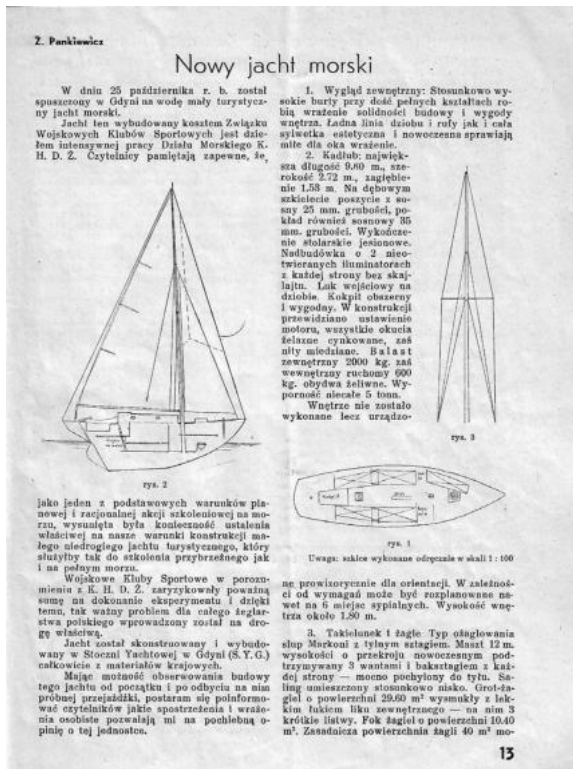 Ż. Pankiewicz
Nowy jacht morski
W dniu 25 października r. b. został
spuszczony w Gdyni na wodę mały turystycz-
ny jacht morski.
Jacht ten wybudowany kosztem Związku
Wojskowych Klubów Sportowych jest dzie-
łem intensywnej pracy Działu Morskiego K.
H. D. Ż. Czytelnicy pamiętają zapewne, że,
rys. 2
jako jeden z podstawowych warunków pla-
nowej i racjonalnej akcji szkoleniowej na mo-
rzu, wysunięta była konieczność ustalenia
właściwej na nasze warunki konstrukcji ma-
łego niedrogiego jachtu turystycznego, który
służyłby tak do szkolenia przybrzeżnego jak
i na pełnym morzu.
Wojskowe Kluby Sportowe w porozu-
mieniu z K. H. D. Ż. zaryzykowały poważną
sumę na dokonanie eksperymentu i dzięki
temu, tak ważny problem dla całego żeglar-
stwa polskiego wprowadzony został na dro-
gę właściwą.
Jacht został skonstruowany i wybudo-
wany w Stoczni Yachtowej w Gdyni (S. Y. G.)
całkowicie z materiałów krajowych.
Mając możność obserwowania budowy
tego jachtu od początku i po odbyciu na nim
próbnej przejażdżki, postaram się poinformo-
wać czytelników jakie spostrzeżenia i wraże-
nia osobiste pozwalają mi na pochlebną o-
pinię o tej jednostce.
1. Wygląd zewnętrzny: Stosunkowo wy-
sokie burty przy dość pełnych kształtach ro-
bią wrażenie solidności budowy i wygody
wnętrza. Ładna linia dziobu i rufy jak i cała
sylwetka estetyczna i nowoczesna sprawiają
miłe dla oka wrażenie.
2. Kadłub: najwięk-
sza długość 9.80 m., sze-
rokość 2.72 m., zagłębie-
nie 1.53 m. Na dębowym
szkielecie poszycie z so-
sny 25 mm. grubości, po-
kład również sosnowy 35
mm. grubości. Wykończe-
nie stolarskie jesionowe.
Nadbudówka o 2 nieo-
twieranych iluminatorach
z każdej strony bez skaj-
lajtu. Luk wejściowy na
dziobie. Kokpit obszerny
i wygodny. W konstrukcji
przewidziano ustawienie
motoru, wszystkie okucia
żelazne cynkowane, zaś
nity miedziane. Balast
zewnętrzny 2000 kg. zaś
wewnętrzny ruchomy 600
kg. obydwa żeliwne. Wy-
porność niecałe 5 tonn.
Wnętrze nie zostało
wykonane lecz urządzo-
rys. 3
rys. 1
Uwaga: szkice wykonane odręcznie w skali 1 : 100
ne prowizorycznie dla orientacji. W zależnoś-
ci od wymagań może być rozplanowane na-
wet na 6 miejsc sypialnych. Wysokość wnę-
trza około 1.80 m.
3. Takielunek i żagle Typ ożaglowania
slup Markoni z tylnym sztagiem. Maszt 12 m.
wysokości o przekroju nowoczesnym pod-
trzymywany 3 wantami i baksztagiem z każ-
dej strony — mocno pochylony do tyłu. Sa-
ling umieszczony stosunkowo nisko. Grot-ża-
giel o powierzchni 29.60 m² wysmukły z lek-
kim łukiem liku zewnętrznego — na nim 3
krótkie listwy. Fok żagiel o powierzchni 10.40
m². Zasadnicza powierzchnia żagli 40 m² mo-
13